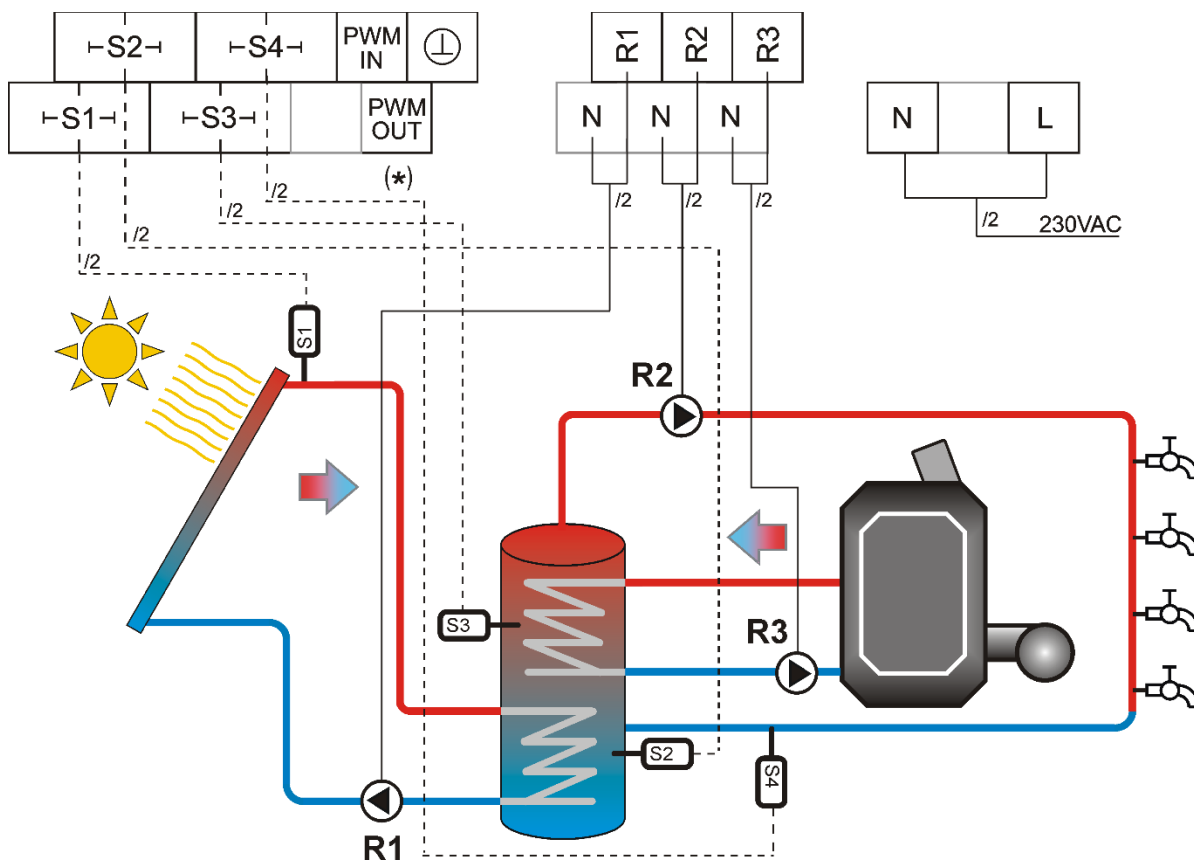 ⊢S2⊣ ⊢S4⊣ PWM IN
⊢S1⊣ ⊢S3⊣ PWM OUT
(*)
R1 R2 R3
N N N
N L
/2
/2
/2
/2
/2
/2
/2
/2 230VAC
S1
R2
S3
R3
S2
S4
R1